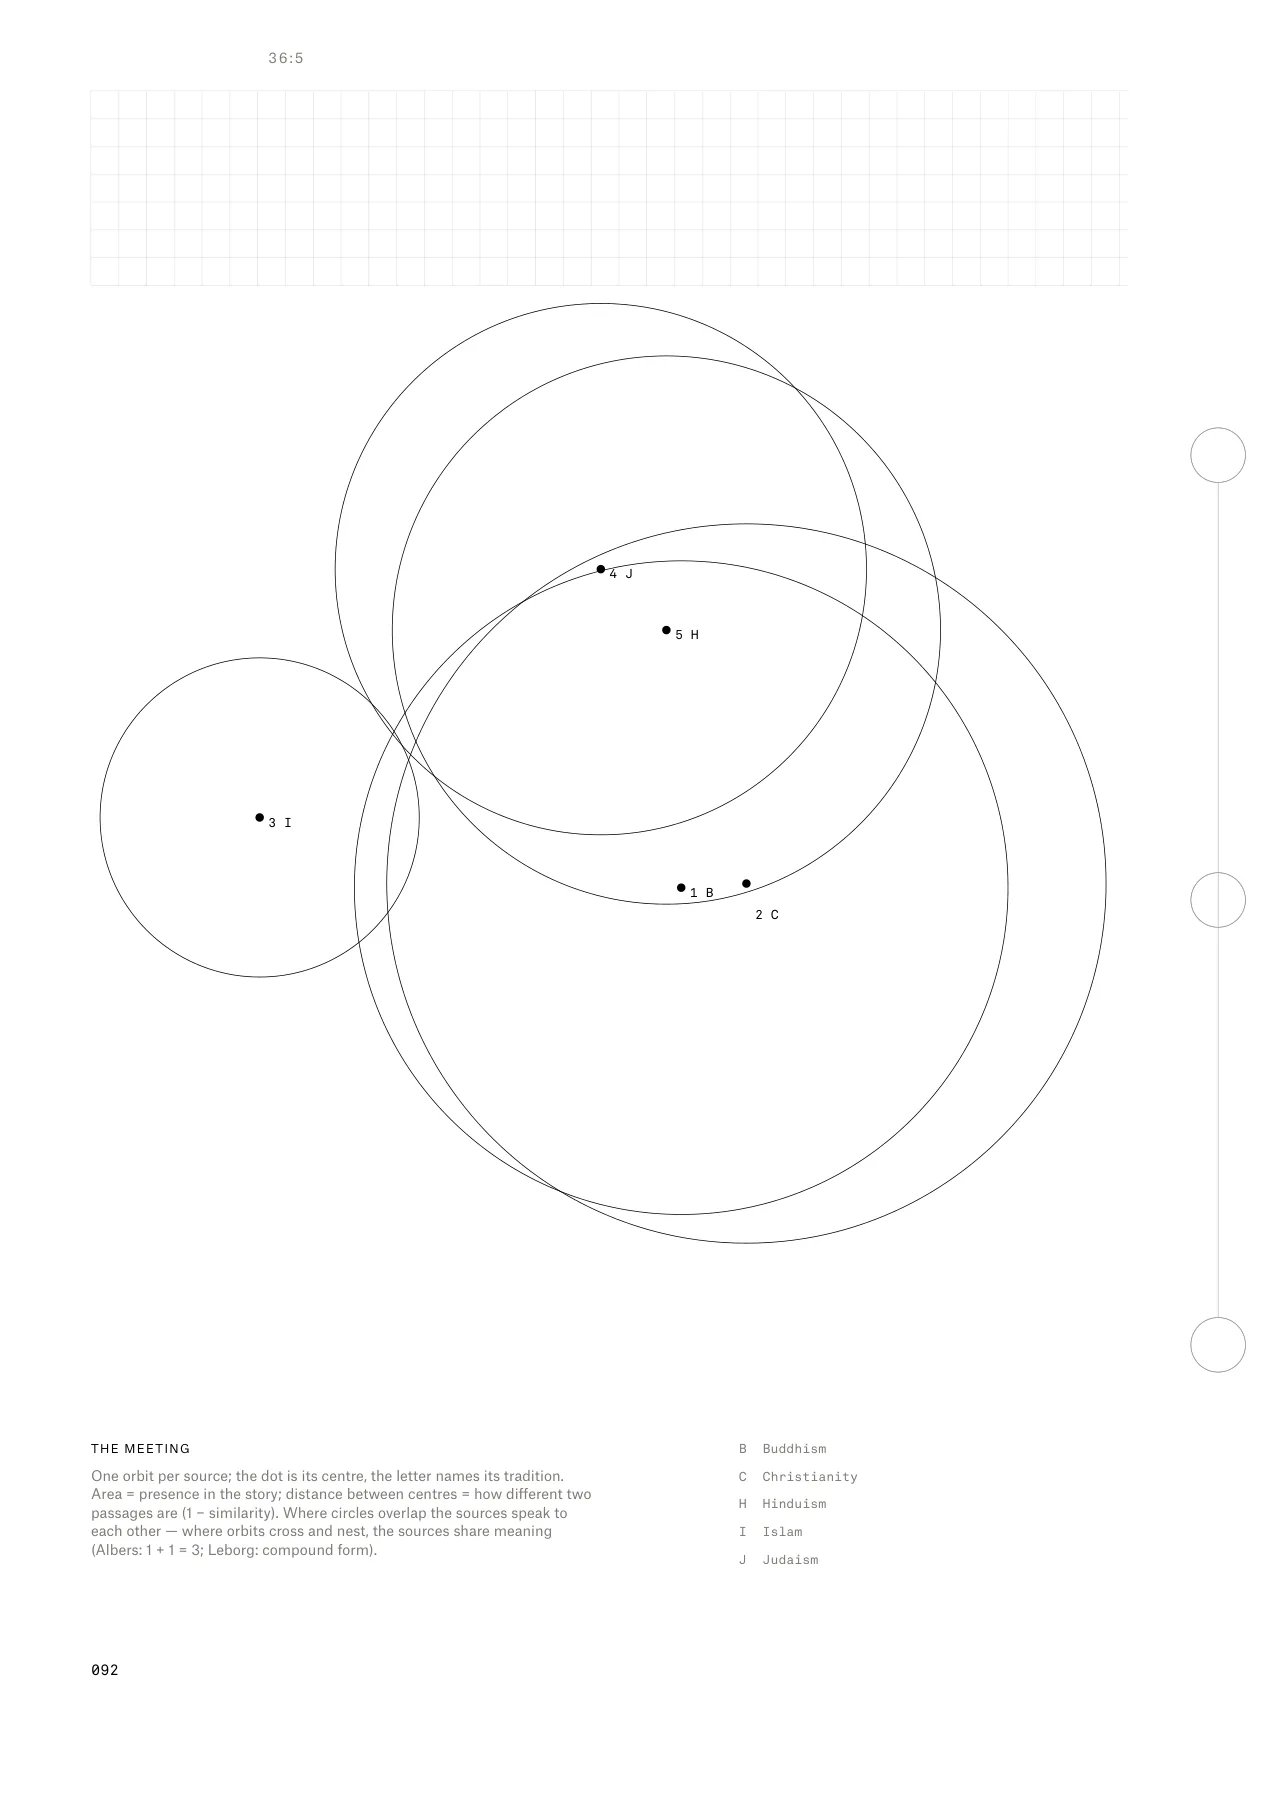 36:5
4 J
5 H
3 I
1 B
2 C
THE MEETING
One orbit per source; the dot is its centre, the letter names its tradition.
Area = presence in the story; distance between centres = how different two
passages are (1 − similarity). Where circles overlap the sources speak to
each other — where orbits cross and nest, the sources share meaning
(Albers: 1 + 1 = 3; Leborg: compound form).
B Buddhism
C Christianity
H Hinduism
I Islam
J Judaism
092